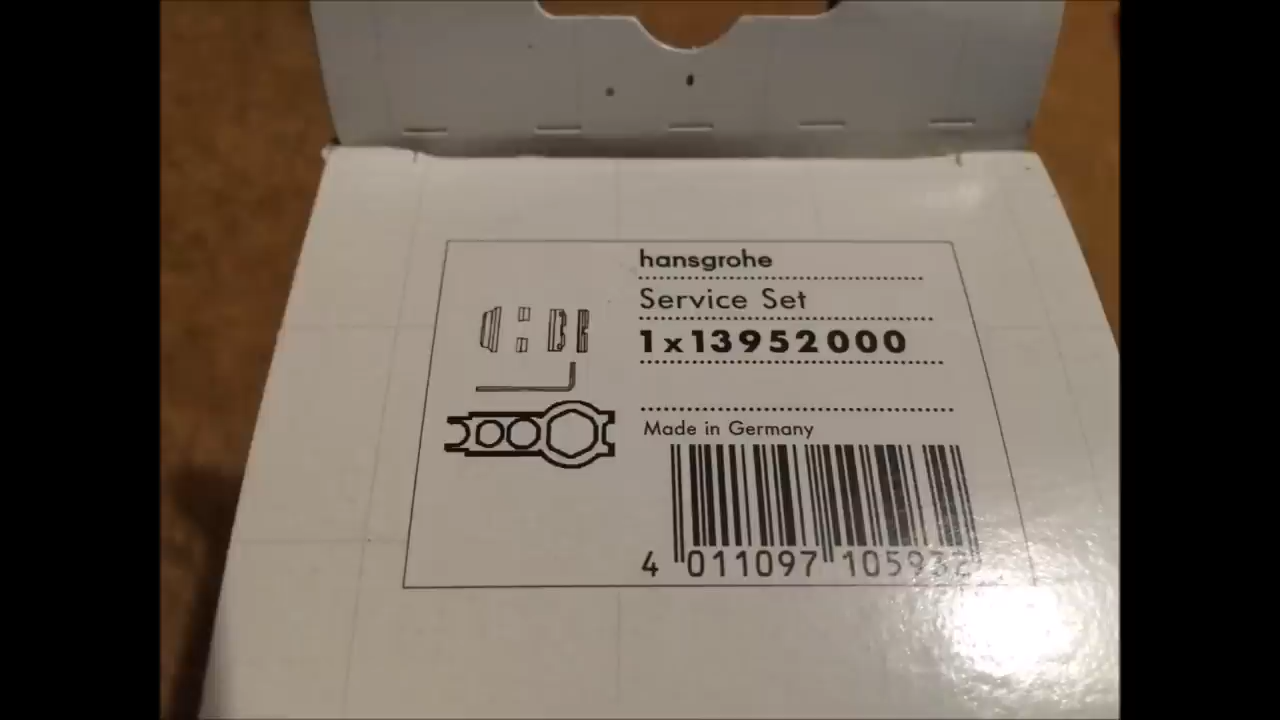 hansgrohe
Service Set
1x13952000
Made in Germany
4 011097 105932